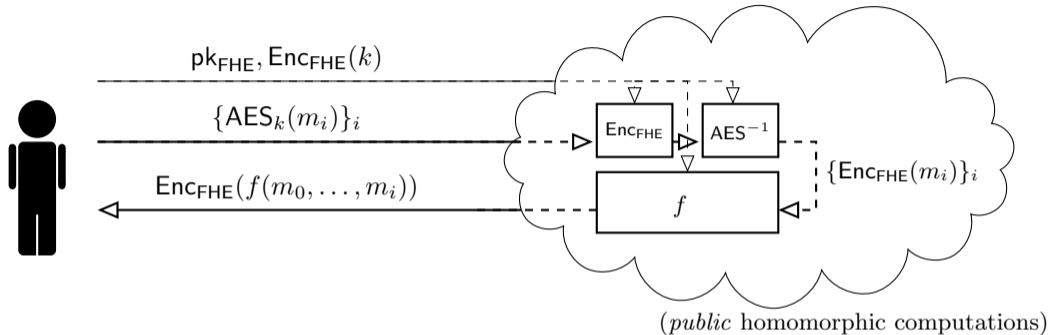 pk_FHE, Enc_FHE(k)
{AES_k(m_i)}_i
Enc_FHE
AES^{-1}
{Enc_FHE(m_i)}_i
Enc_FHE(f(m_0, . . . , m_i))
f
(public homomorphic computations)